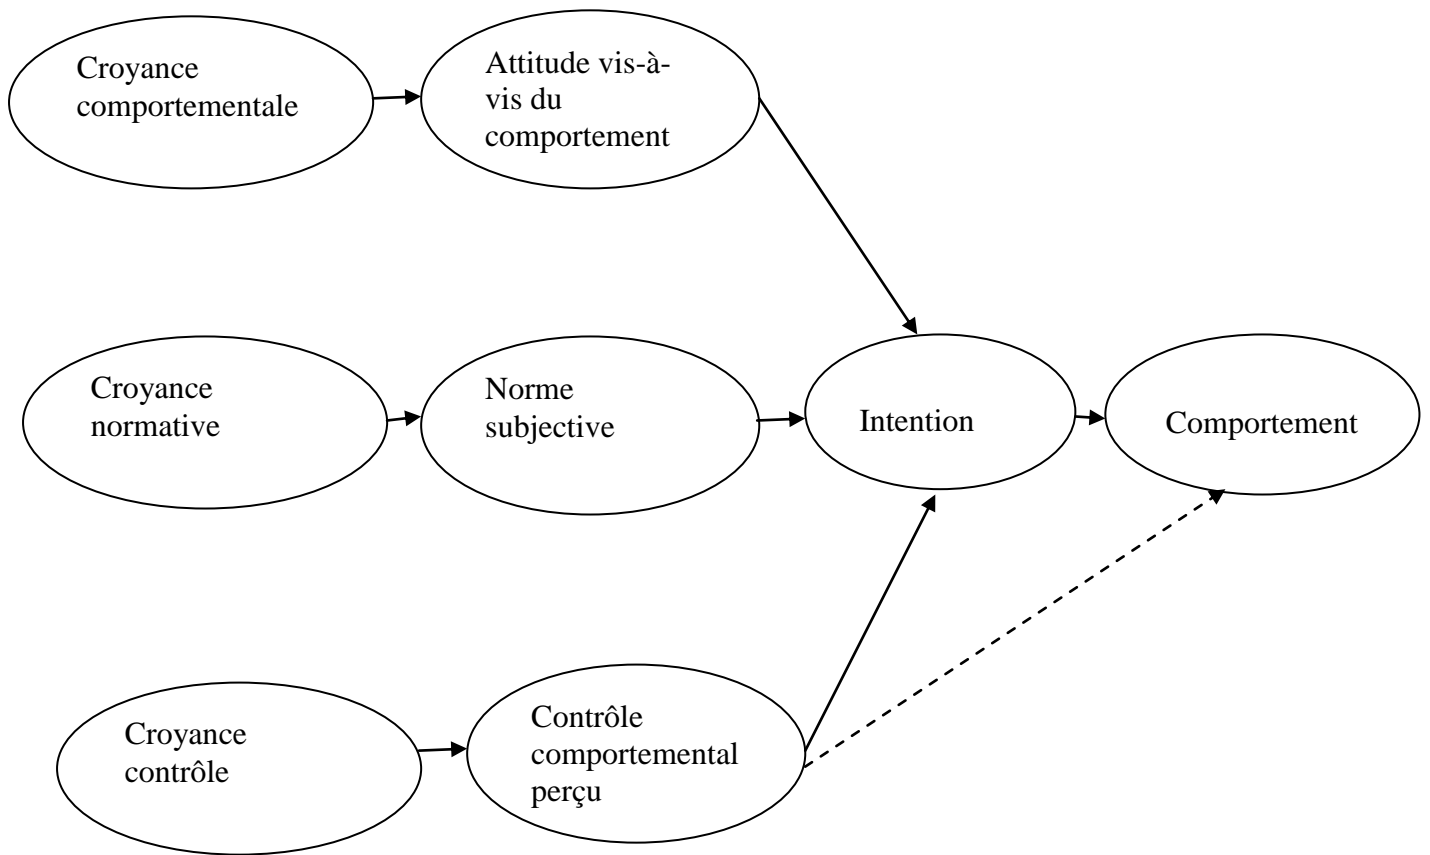 Croyance
comportementale
Attitude vis-à-
vis du
comportement
Croyance
normative
Norme
subjective
Intention
Comportement
Croyance
contrôle
Contrôle
comportemental
perçu